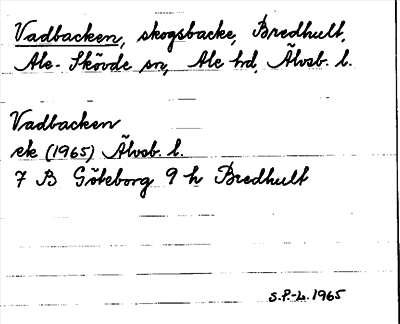 Vadbacken, skogsbacke, Bredhult,
Ale-Skövde sn, Ale hd, Älvsb. l.
Vadbacken
ek (1965) Älvsb. l.
7 B Göteborg 9 h Bredhult
S.P.-L. 1965